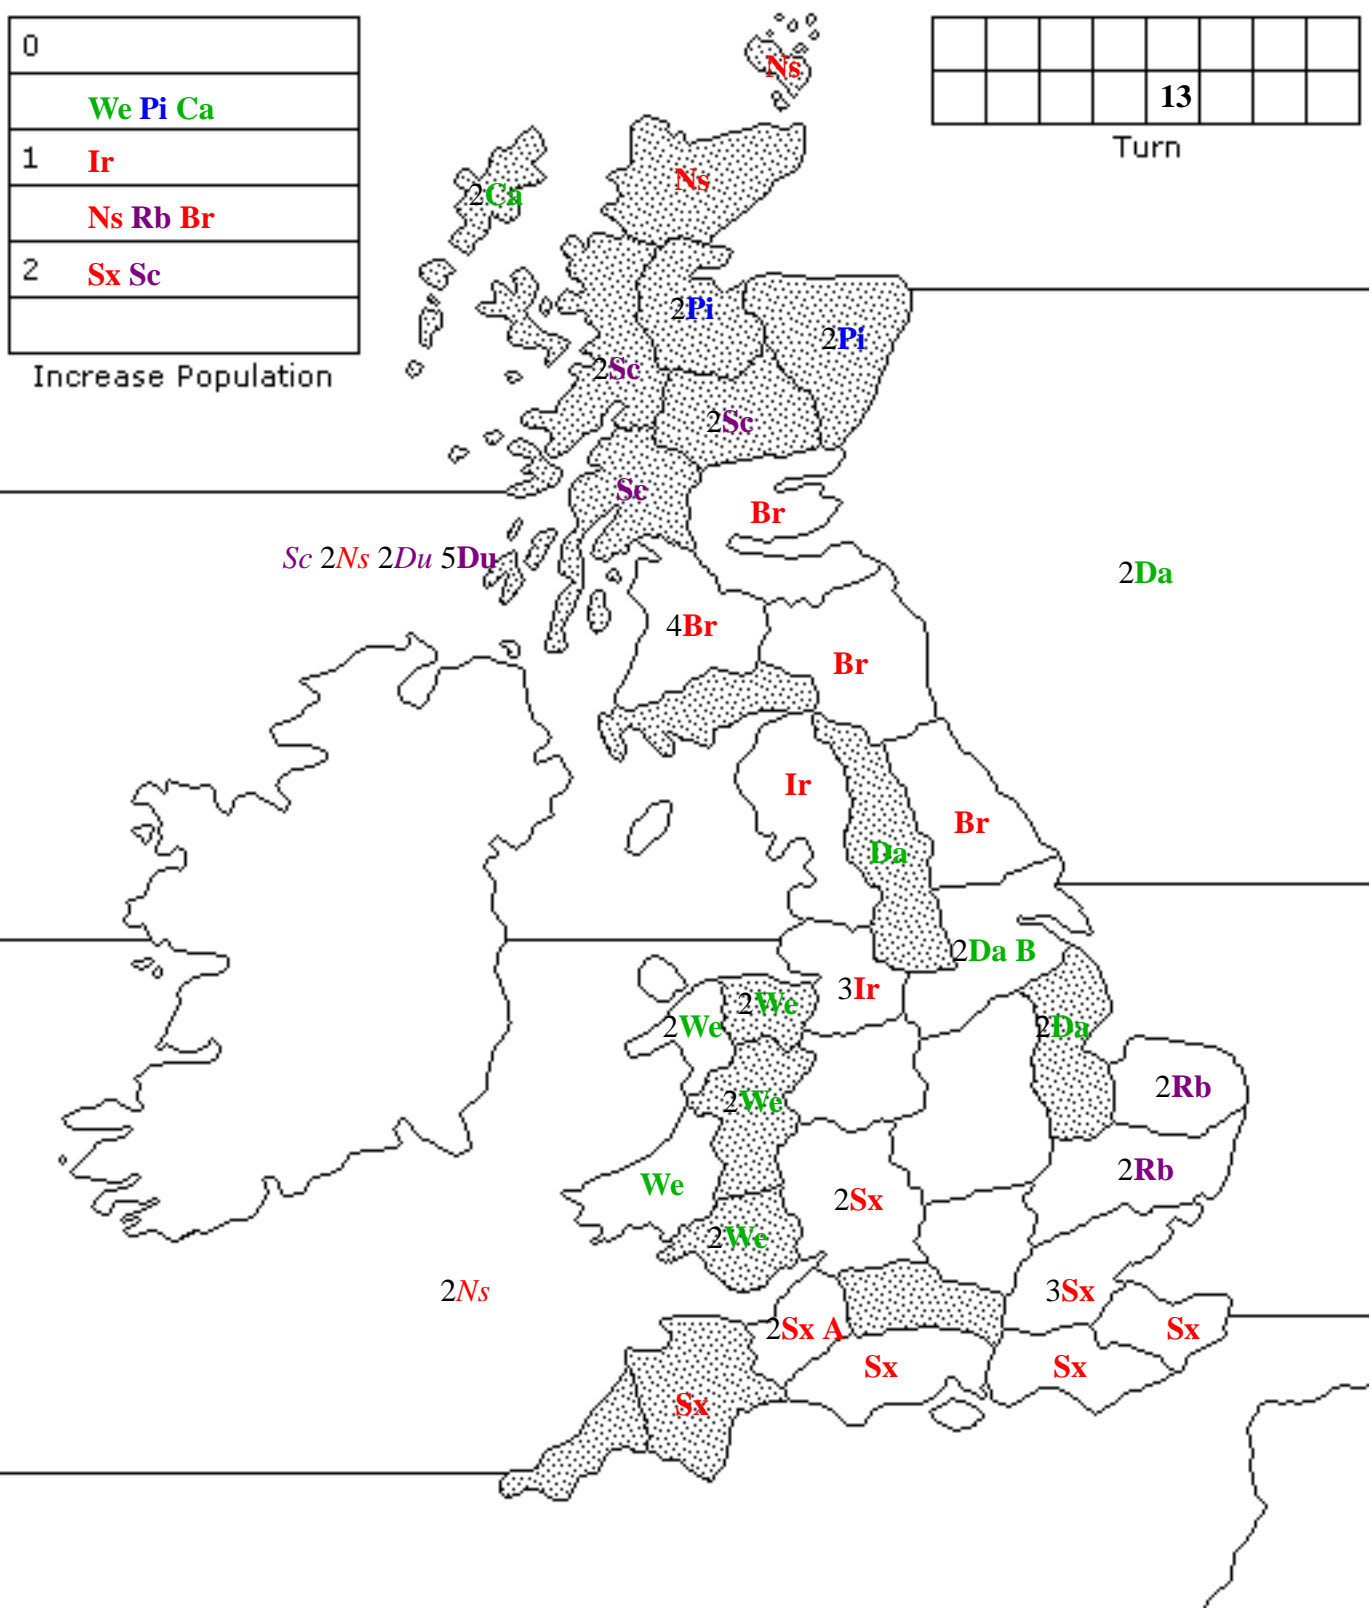 0
We Pi Ca
1 Ir
Ns Rb Br
2 Sx Sc
Increase Population
13
Turn
Ns
Ns
2Ca
2Pi
2Pi
2Sc
2Sc
Sc
Br
Sc 2Ns 2Du 5Du
2Da
4Br
Br
Ir
Br
Da
2Da B
3Ir
2We
2We
2Da
2Rb
2We
2Rb
We
2Sx
2We
2Ns
3Sx
2Sx A
Sx
Sx
Sx
Sx